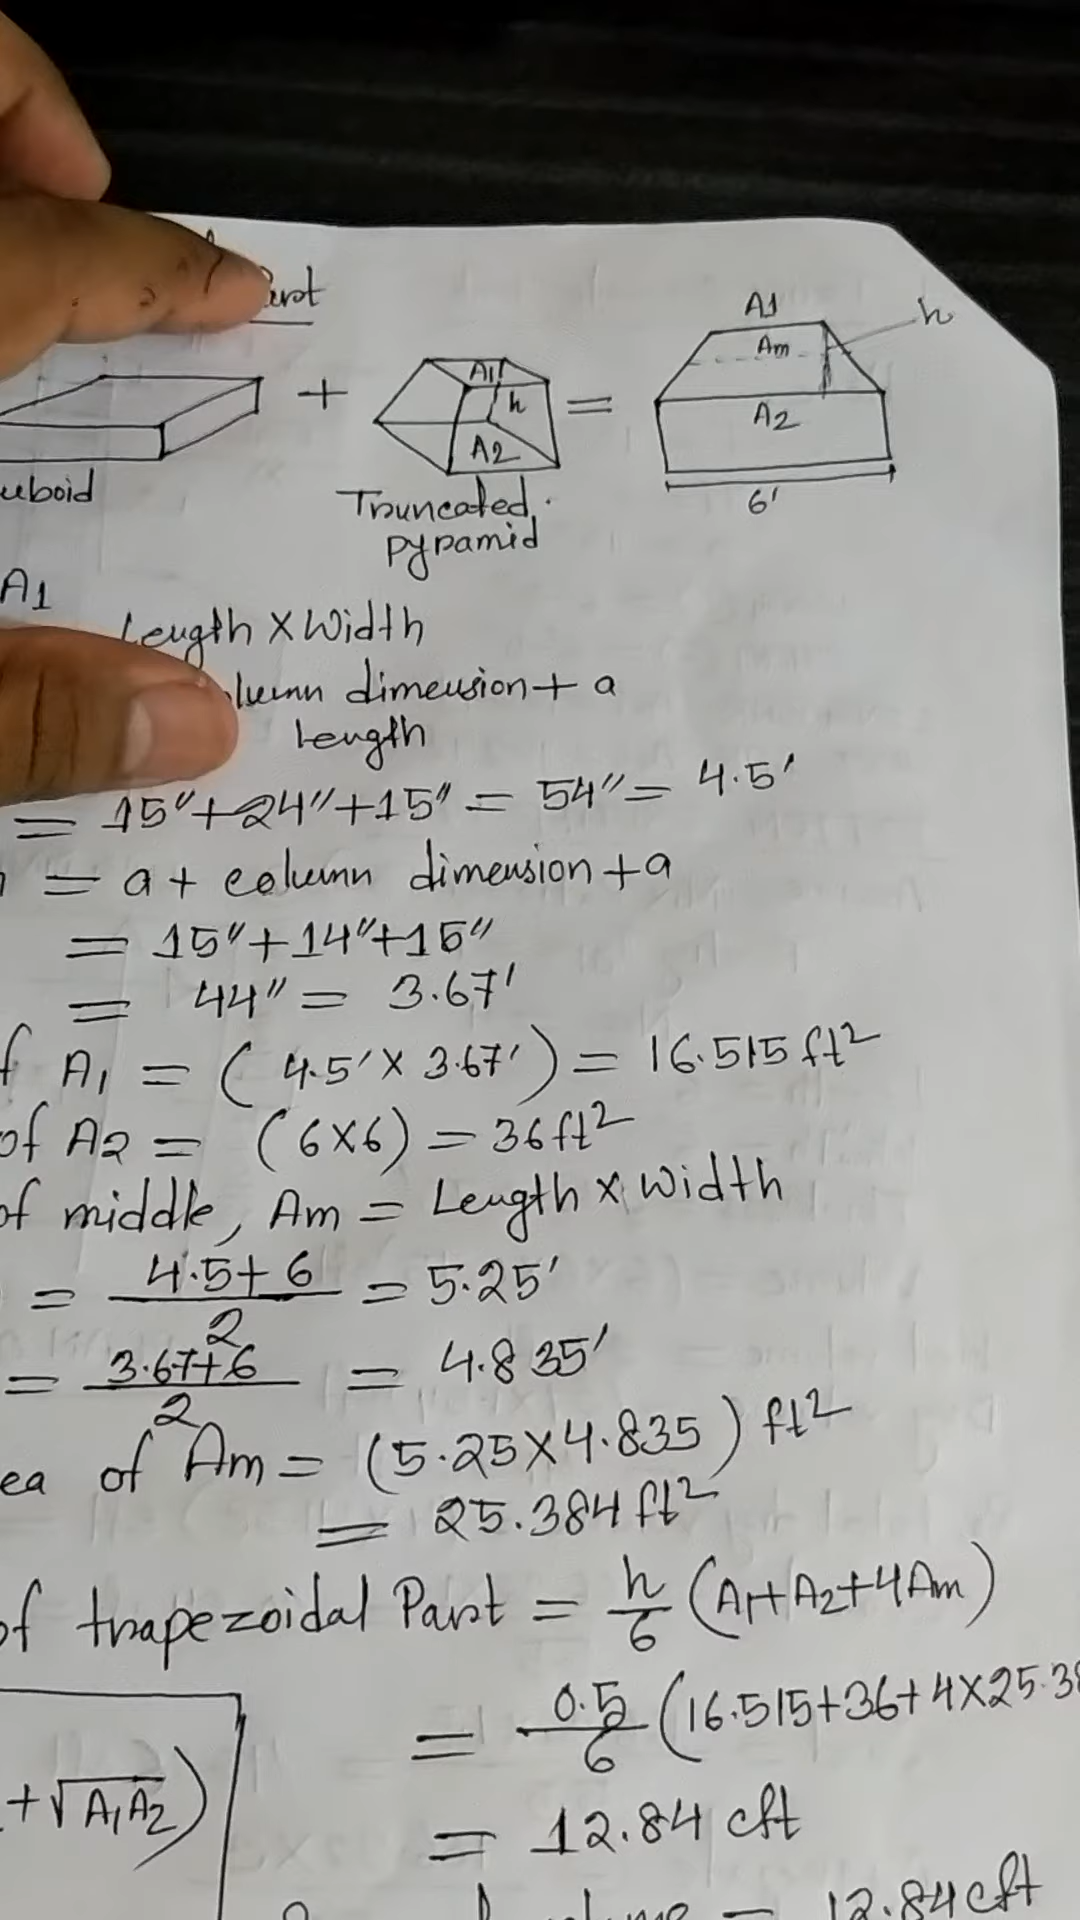 Part
A1
h
Am
A1
h
+
=
A2
A2
uboid
Truncated
pyramid
6'
A1
Length X Width
lumn dimension + a
Length
= 15" + 24" + 15" = 54" = 4.5'
= a + column dimension + a
= 15" + 14" + 15"
= 44" = 3.67'
f A1 = ( 4.5' X 3.67' ) = 16.515 ft²
of A2 = (6X6) = 36 ft²
of middle, Am = Length X Width
= (4.5 + 6)/2 = 5.25'
= (3.67 + 6)/2 = 4.835'
ea of Am = (5.25 X 4.835) ft²
= 25.384 ft²
of trapezoidal Part = h/6 (A1 + A2 + 4Am)
= 0.5/6 (16.515 + 36 + 4X25.38
+ √A1A2)
= 12.84 cft
= 12.84 cft